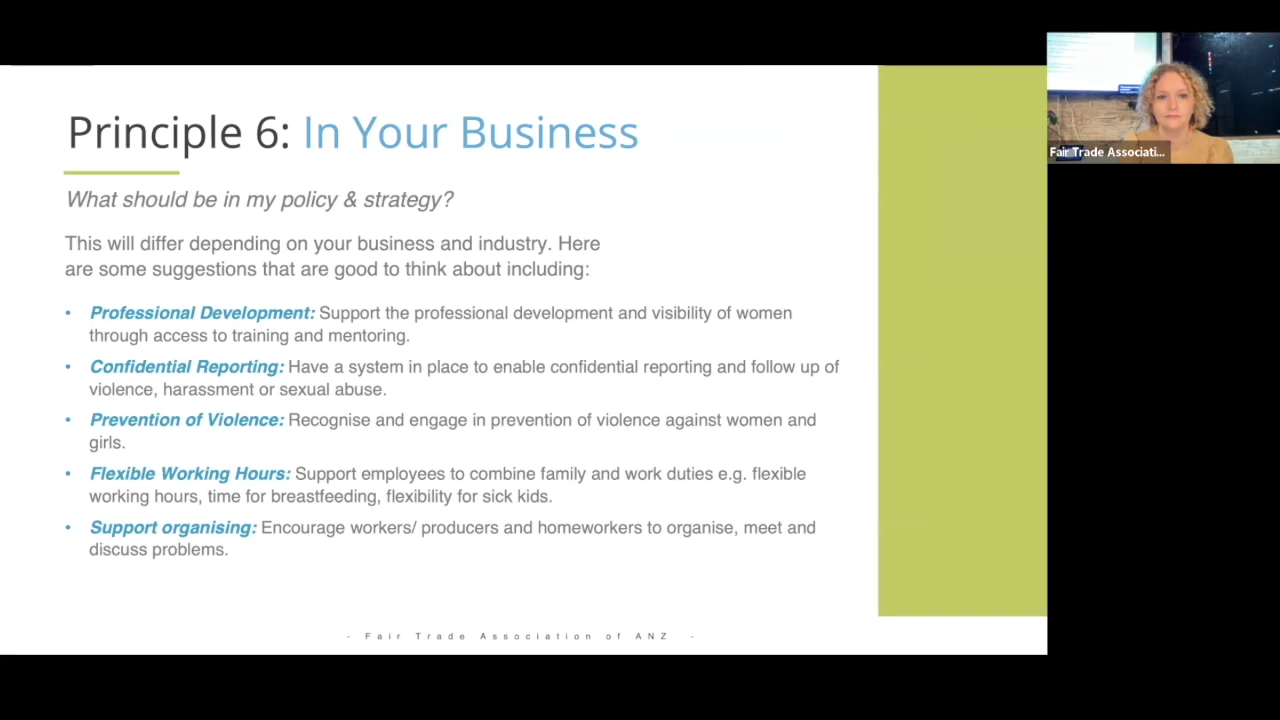 Principle 6: In Your Business
What should be in my policy & strategy?
This will differ depending on your business and industry. Here
are some suggestions that are good to think about including:
• Professional Development: Support the professional development and visibility of women
through access to training and mentoring.
• Confidential Reporting: Have a system in place to enable confidential reporting and follow up of
violence, harassment or sexual abuse.
• Prevention of Violence: Recognise and engage in prevention of violence against women and
girls.
• Flexible Working Hours: Support employees to combine family and work duties e.g. flexible
working hours, time for breastfeeding, flexibility for sick kids.
• Support organising: Encourage workers/ producers and homeworkers to organise, meet and
discuss problems.
- Fair Trade Association of ANZ -
Fair Trade Associati...